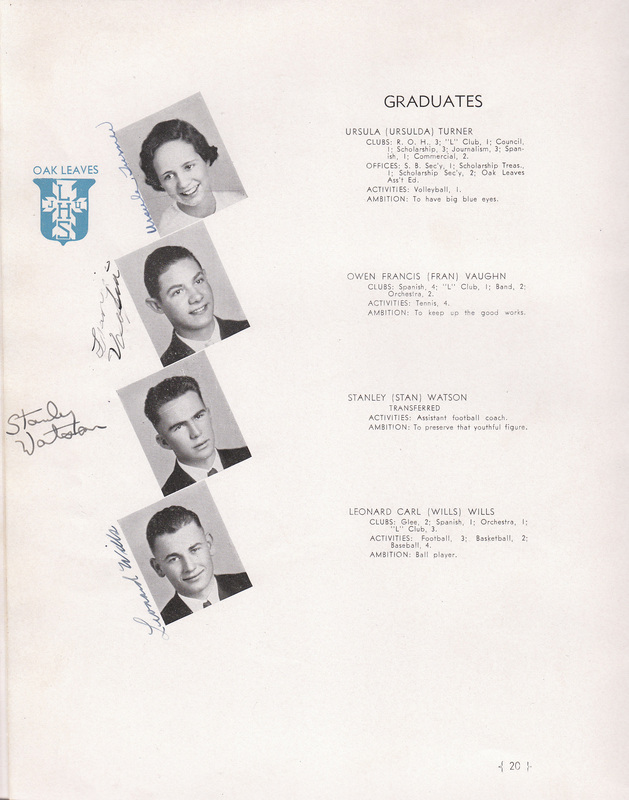 GRADUATES
OAK LEAVES
LHS
Ursula Turner
URSULA (URSULDA) TURNER
CLUBS: R. O. H., 3; "L" Club, 1; Council,
1; Scholarship, 3; Journalism, 3; Span-
ish, 1; Commercial, 2.
OFFICES: S. B. Sec'y, 1; Scholarship Treas.,
1; Scholarship Sec'y, 2; Oak Leaves
Ass't Ed.
ACTIVITIES: Volleyball, 1.
AMBITION: To have big blue eyes.
OWEN FRANCIS (FRAN) VAUGHN
CLUBS: Spanish, 4; "L" Club, 1; Band, 2;
Orchestra, 2.
ACTIVITIES: Tennis, 4.
AMBITION: To keep up the good works.
Stanley
Watson
STANLEY (STAN) WATSON
TRANSFERRED
ACTIVITIES: Assistant football coach.
AMBITION: To preserve that youthful figure.
Leonard Wills
LEONARD CARL (WILLS) WILLS
CLUBS: Glee, 2; Spanish, 1; Orchestra, 1;
"L" Club, 3.
ACTIVITIES: Football, 3; Basketball, 2;
Baseball, 4.
AMBITION: Ball player.
20